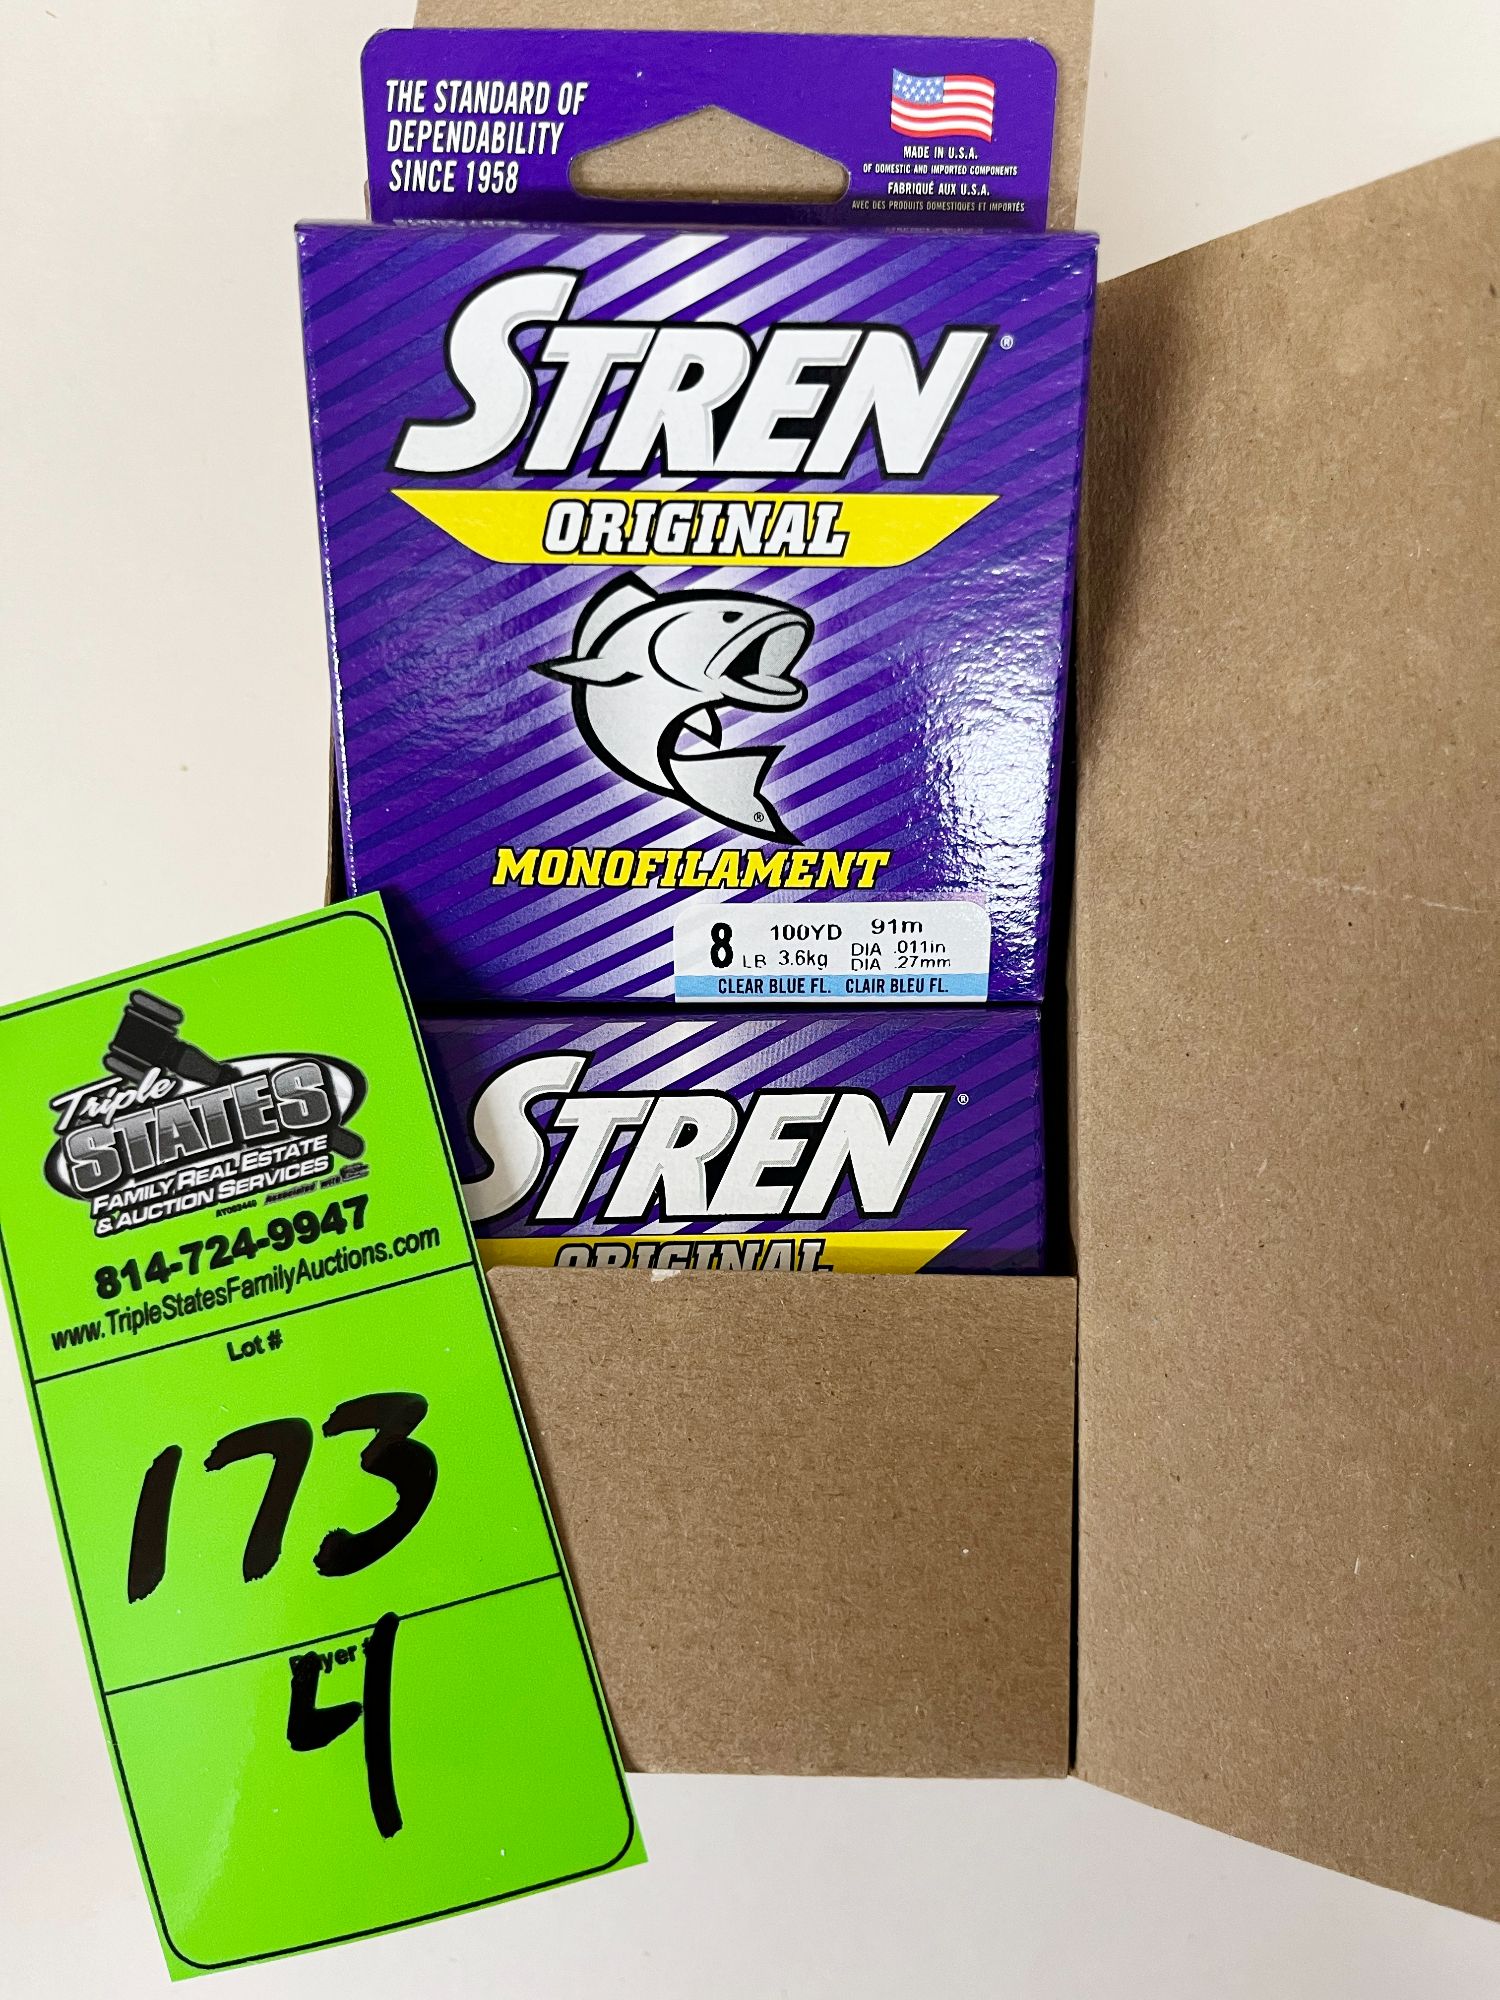 THE STANDARD OF
DEPENDABILITY
SINCE 1958
MADE IN U.S.A.
OF DOMESTIC AND IMPORTED COMPONENTS
FABRIQUÉ AUX U.S.A.
AVEC DES PRODUITS DOMESTIQUES ET IMPORTÉS
STREN®
ORIGINAL
®
MONOFILAMENT
8 LB 100YD 91m
3.6kg DIA .011in
DIA .27mm
CLEAR BLUE FL. CLAIR BLEU FL.
STREN®
ORIGINAL
Triple
STATES
FAMILY REAL ESTATE
& AUCTION SERVICES
Associated with
814-724-9947
www.TripleStatesFamilyAuctions.com
Lot #
173
4